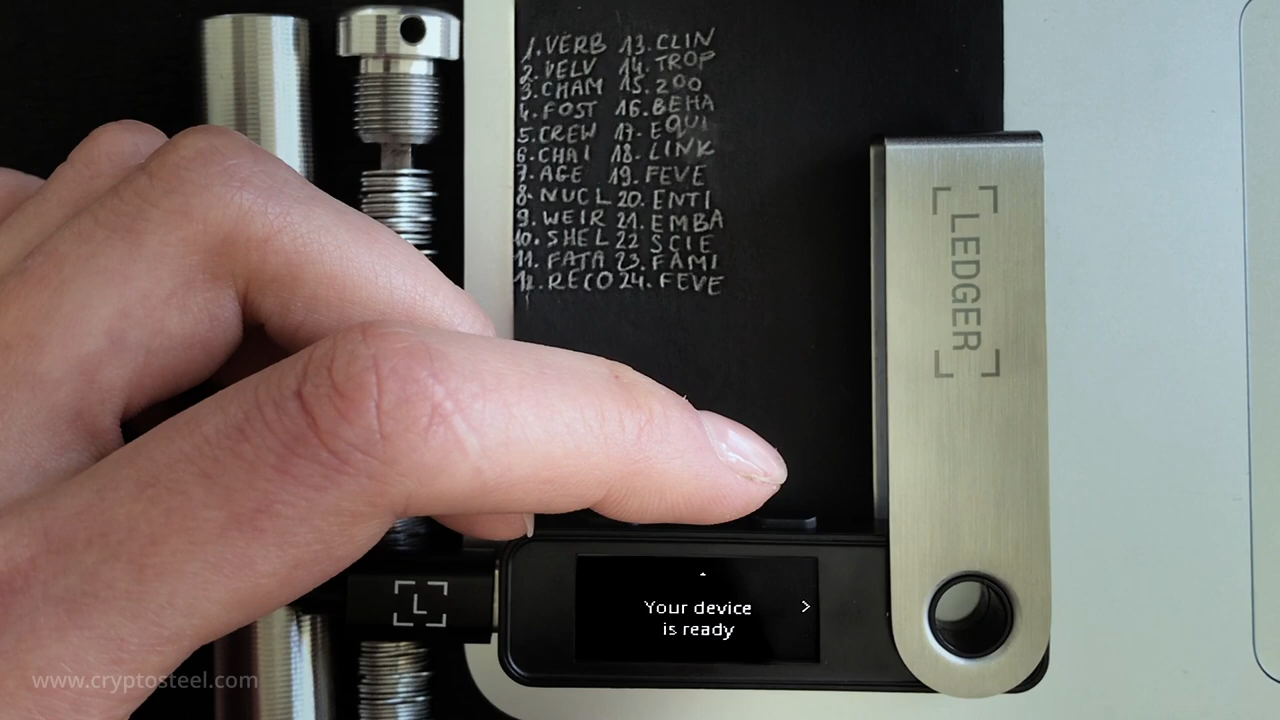 1. VERB 13. CLIN
2. VELV 14. TROP
3. CHAM 15. 200
4. FOST 16. BEHA
5. CREW 17. EQUI
6. CHAI 18. LINK
7. AGE 19. FEVE
8. NUCL 20. ENTI
9. WEIR 21. EMBA
10. SHEL 22 SCIE
11. FATA 23. FAMI
12. RECO 24. FEVE
LEDGER
L
Your device
is ready
www.cryptosteel.com